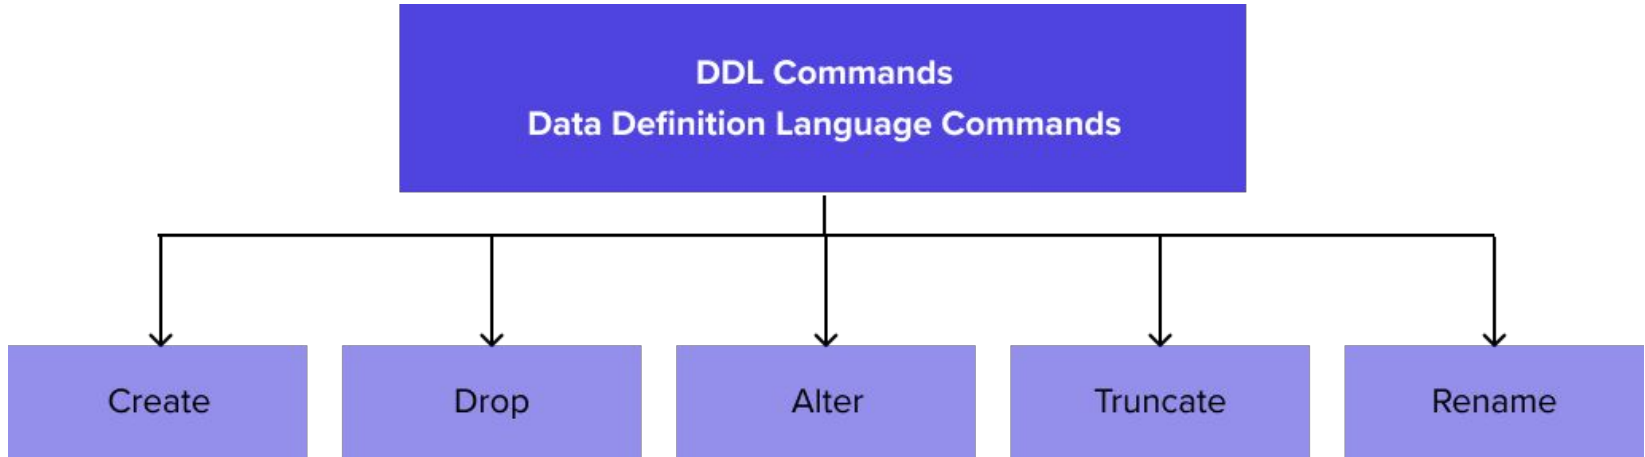 DDL Commands
Data Definition Language Commands
Create
Drop
Alter
Truncate
Rename